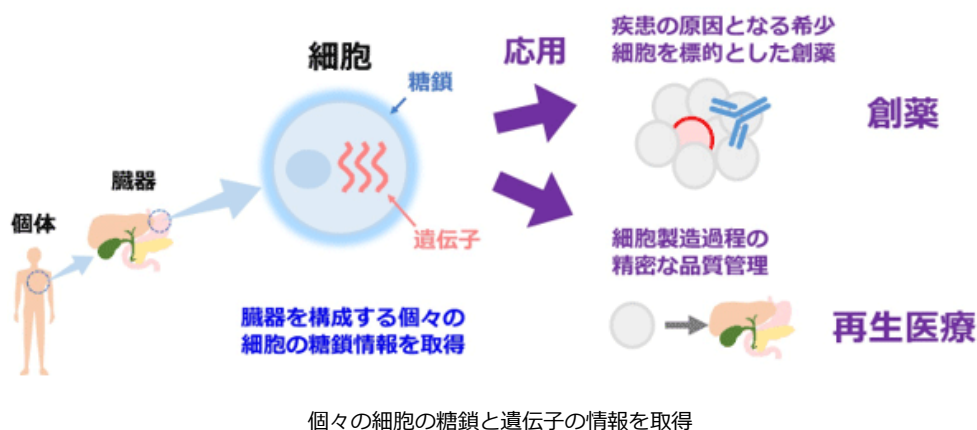 個体
臓器
細胞
糖鎖
遺伝子
臓器を構成する個々の
細胞の糖鎖情報を取得
応用
疾患の原因となる希少
細胞を標的とした創薬
創薬
細胞製造過程の
精密な品質管理
再生医療
個々の細胞の糖鎖と遺伝子の情報を取得